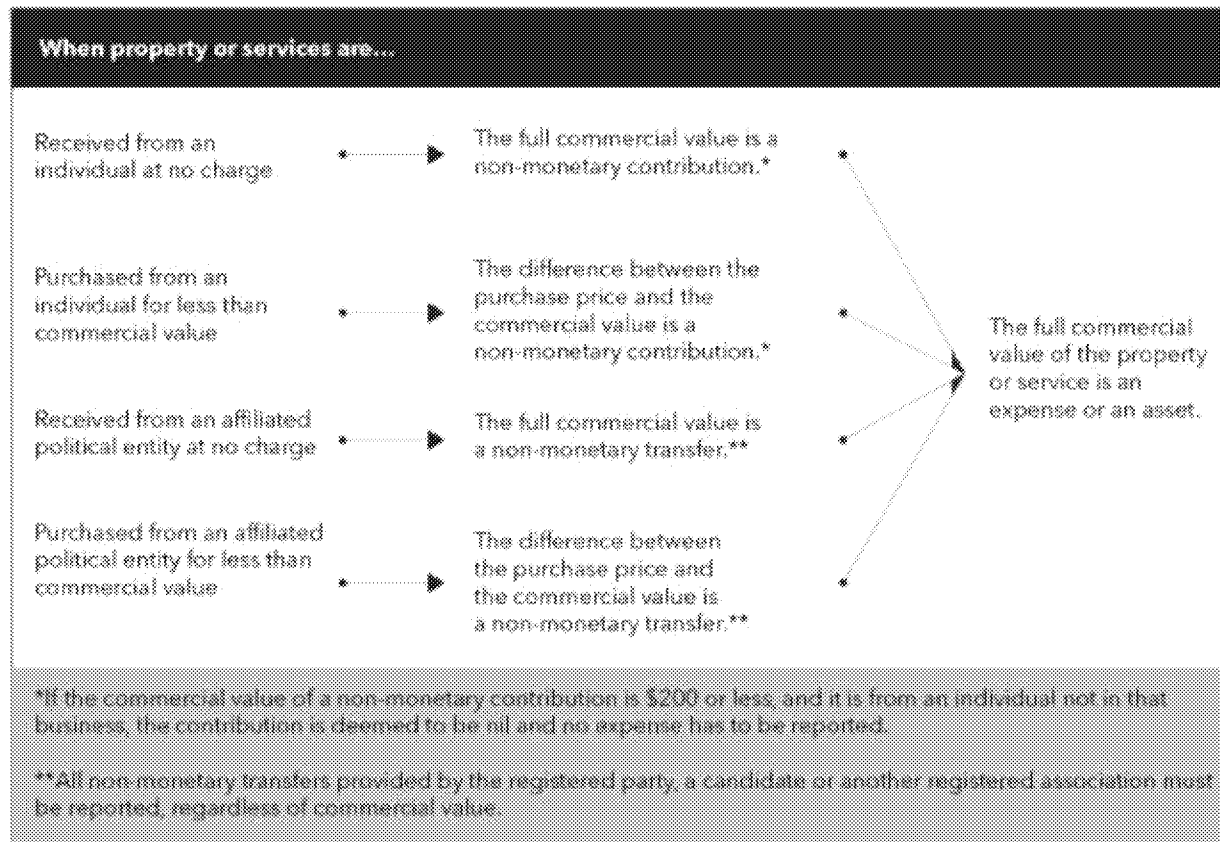 When property or services are...
Received from an
individual at no charge
The full commercial value is a
non-monetary contribution.*
Purchased from an
individual for less than
commercial value
The difference between the
purchase price and the
commercial value is a
non-monetary contribution.*
Received from an affiliated
political entity at no charge
The full commercial value is
a non-monetary transfer.**
Purchased from an affiliated
political entity for less than
commercial value
The difference between
the purchase price and
the commercial value is
a non-monetary transfer.**
The full commercial
value of the property
or service is an
expense or an asset.
*If the commercial value of a non-monetary contribution is $200 or less, and it is from an individual not in that
business, the contribution is deemed to be nil and no expense has to be reported.
**All non-monetary transfers provided by the registered party, a candidate or another registered association must
be reported, regardless of commercial value.